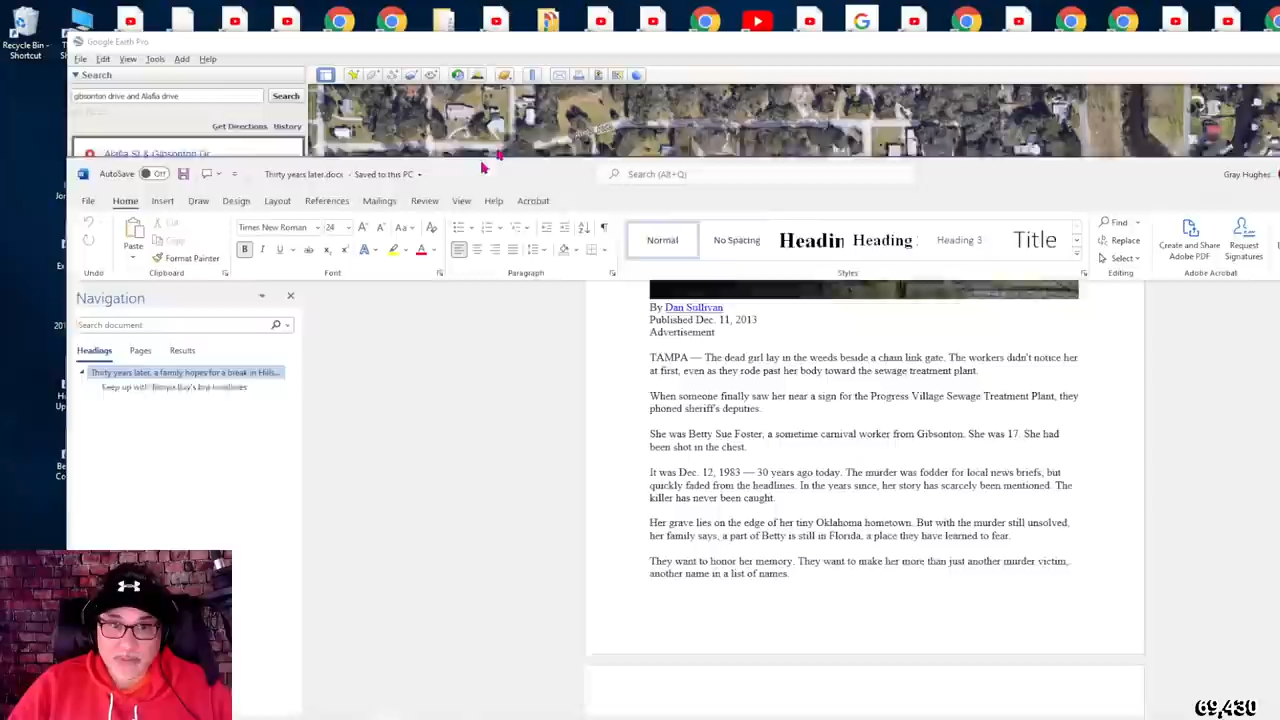 Recycle Bin -
Shortcut
Google Earth Pro
File Edit View Tools Add Help
Search
gibsonton drive and Alafia drive
Search
Get Directions History
Alafia St & Gibsonton Dr
AutoSave Off
Thirty years later.docx - Saved to this PC
Search (Alt+Q)
Gray Hughes
File Home Insert Draw Design Layout References Mailings Review View Help Acrobat
Paste
Cut
Copy
Format Painter
Times New Roman 24
Normal
No Spacing
Headin
Heading
Heading 3
Title
Find
Replace
Select
Create and Share
Adobe PDF
Request
Signatures
Undo Clipboard Font Paragraph Styles Editing Adobe Acrobat
Navigation
Search document
Headings Pages Results
Thirty years later, a family hopes for a break in Hills...
Keep up with Tampa Bay's top headlines
By Dan Sullivan
Published Dec. 11, 2013
Advertisement
TAMPA — The dead girl lay in the weeds beside a chain link gate. The workers didn't notice her
at first, even as they rode past her body toward the sewage treatment plant.
When someone finally saw her near a sign for the Progress Village Sewage Treatment Plant, they
phoned sheriff's deputies.
She was Betty Sue Foster, a sometime carnival worker from Gibsonton. She was 17. She had
been shot in the chest.
It was Dec. 12, 1983 — 30 years ago today. The murder was fodder for local news briefs, but
quickly faded from the headlines. In the years since, her story has scarcely been mentioned. The
killer has never been caught.
Her grave lies on the edge of her tiny Oklahoma hometown. But with the murder still unsolved,
her family says, a part of Betty is still in Florida, a place they have learned to fear.
They want to honor her memory. They want to make her more than just another murder victim,
another name in a list of names.
69,430